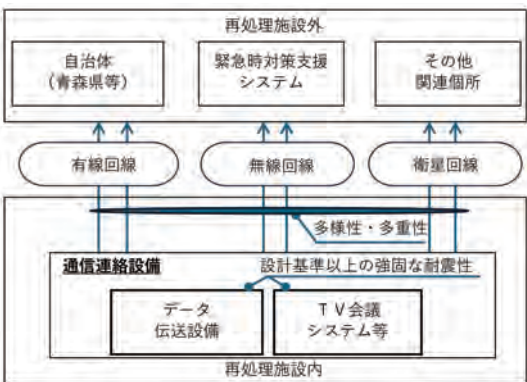 再処理施設外
自治体
（青森県等）
緊急時対策支援
システム
その他
関連個所
有線回線
無線回線
衛星回線
多様性・多重性
通信連絡設備
設計基準以上の強固な耐震性
データ
伝送設備
ＴＶ会議
システム等
再処理施設内